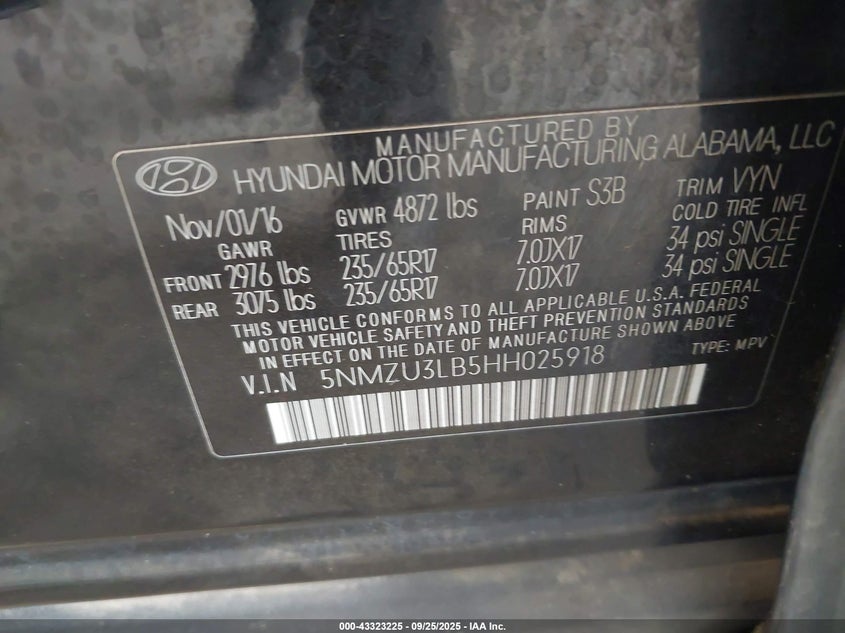 MANUFACTURED BY
HYUNDAI MOTOR MANUFACTURING ALABAMA, LLC
Nov/01/16 GVWR 4872 lbs PAINT S3B TRIM VYN
GAWR TIRES RIMS COLD TIRE INFL
FRONT 2976 lbs 235/65R17 7.0JX17 34 psi SINGLE
REAR 3075 lbs 235/65R17 7.0JX17 34 psi SINGLE
THIS VEHICLE CONFORMS TO ALL APPLICABLE U.S.A. FEDERAL
MOTOR VEHICLE SAFETY AND THEFT PREVENTION STANDARDS
IN EFFECT ON THE DATE OF MANUFACTURE SHOWN ABOVE
V.I.N 5NMZU3LB5HH025918 TYPE: MPV
000-43323225 - 09/25/2025 - IAA Inc.